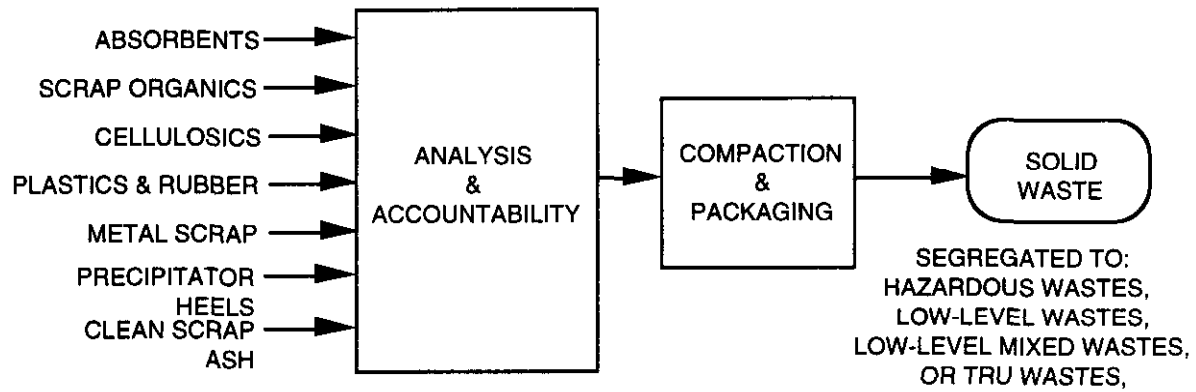 ABSORBENTS
SCRAP ORGANICS
CELLULOSICS
PLASTICS & RUBBER
METAL SCRAP
PRECIPITATOR
HEELS
CLEAN SCRAP
ASH
ANALYSIS
&
ACCOUNTABILITY
COMPACTION
&
PACKAGING
SOLID
WASTE
SEGREGATED TO:
HAZARDOUS WASTES,
LOW-LEVEL WASTES,
LOW-LEVEL MIXED WASTES,
OR TRU WASTES,